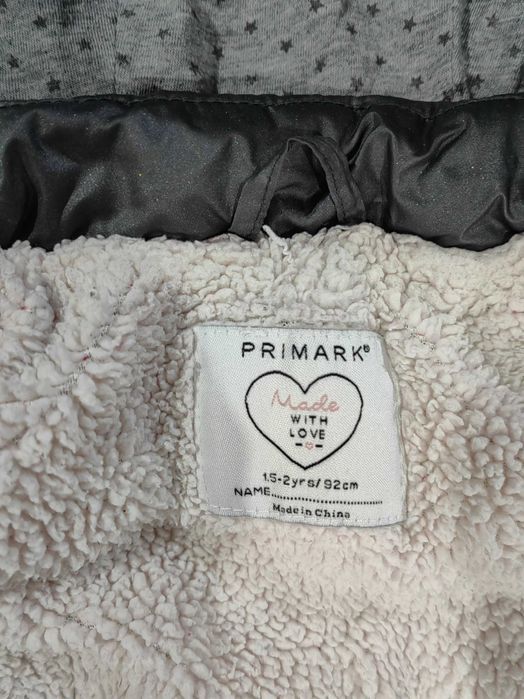 PRIMARK®
Made
WITH
LOVE
1.5-2yrs/92cm
NAME..............................
Made in China